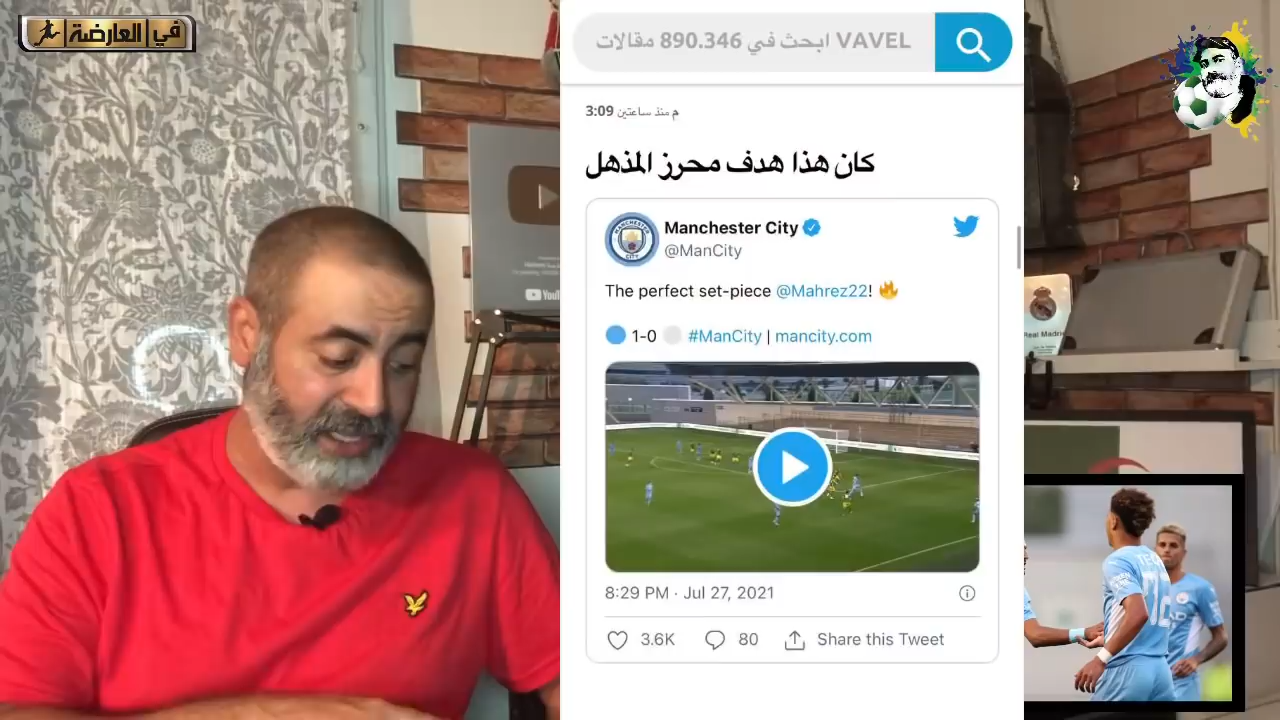 في العارضة
ابحث في 890.346 مقالات VAVEL
3:09 م منذ ساعتين
كان هذا هدف محرز المذهل
Manchester City
@ManCity
The perfect set-piece @Mahrez22! 🔥
1-0 #ManCity | mancity.com
8:29 PM · Jul 27, 2021
3.6K 80 Share this Tweet
YouTube
Real Madrid